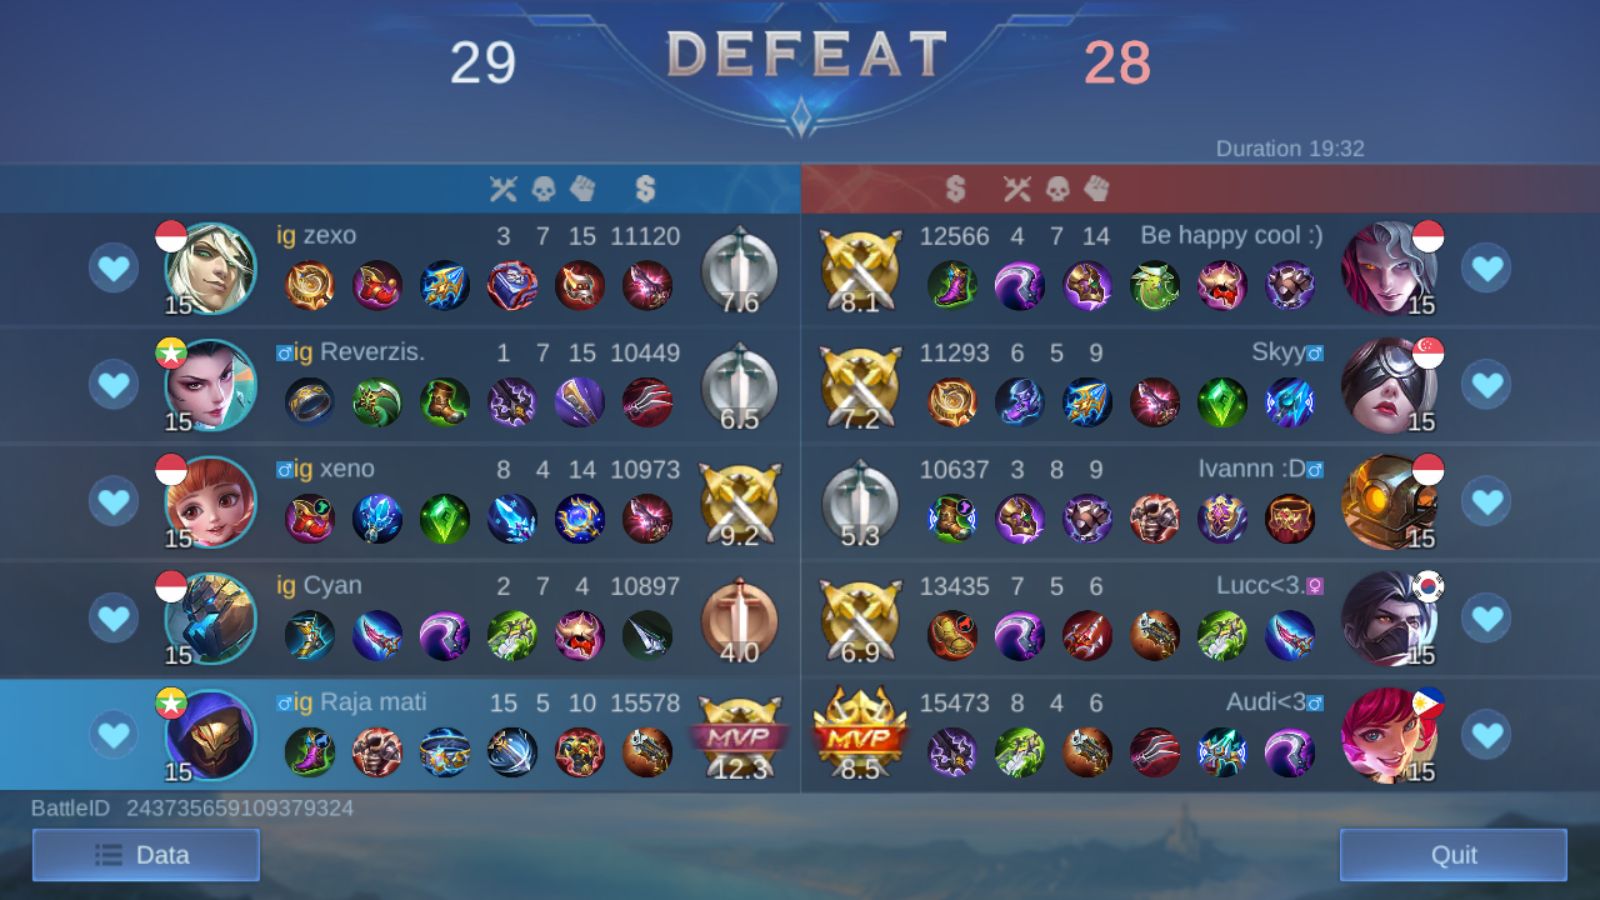 29 DEFEAT 28
Duration 19:32
ig zexo 3 7 15 11120 7.6 15
8.1 12566 4 7 14 Be happy cool :) 15
ig Reverzis. 1 7 15 10449 6.5 15
7.2 11293 6 5 9 Skyy 15
ig xeno 8 4 14 10973 9.2 15
5.3 10637 3 8 9 Ivannn :D 15
ig Cyan 2 7 4 10897 4.0 15
6.9 13435 7 5 6 Lucc<3. 15
ig Raja mati 15 5 10 15578 MVP 12.3 15
MVP 8.5 15473 8 4 6 Audi<3 15
BattleID 243735659109379324
Data
Quit